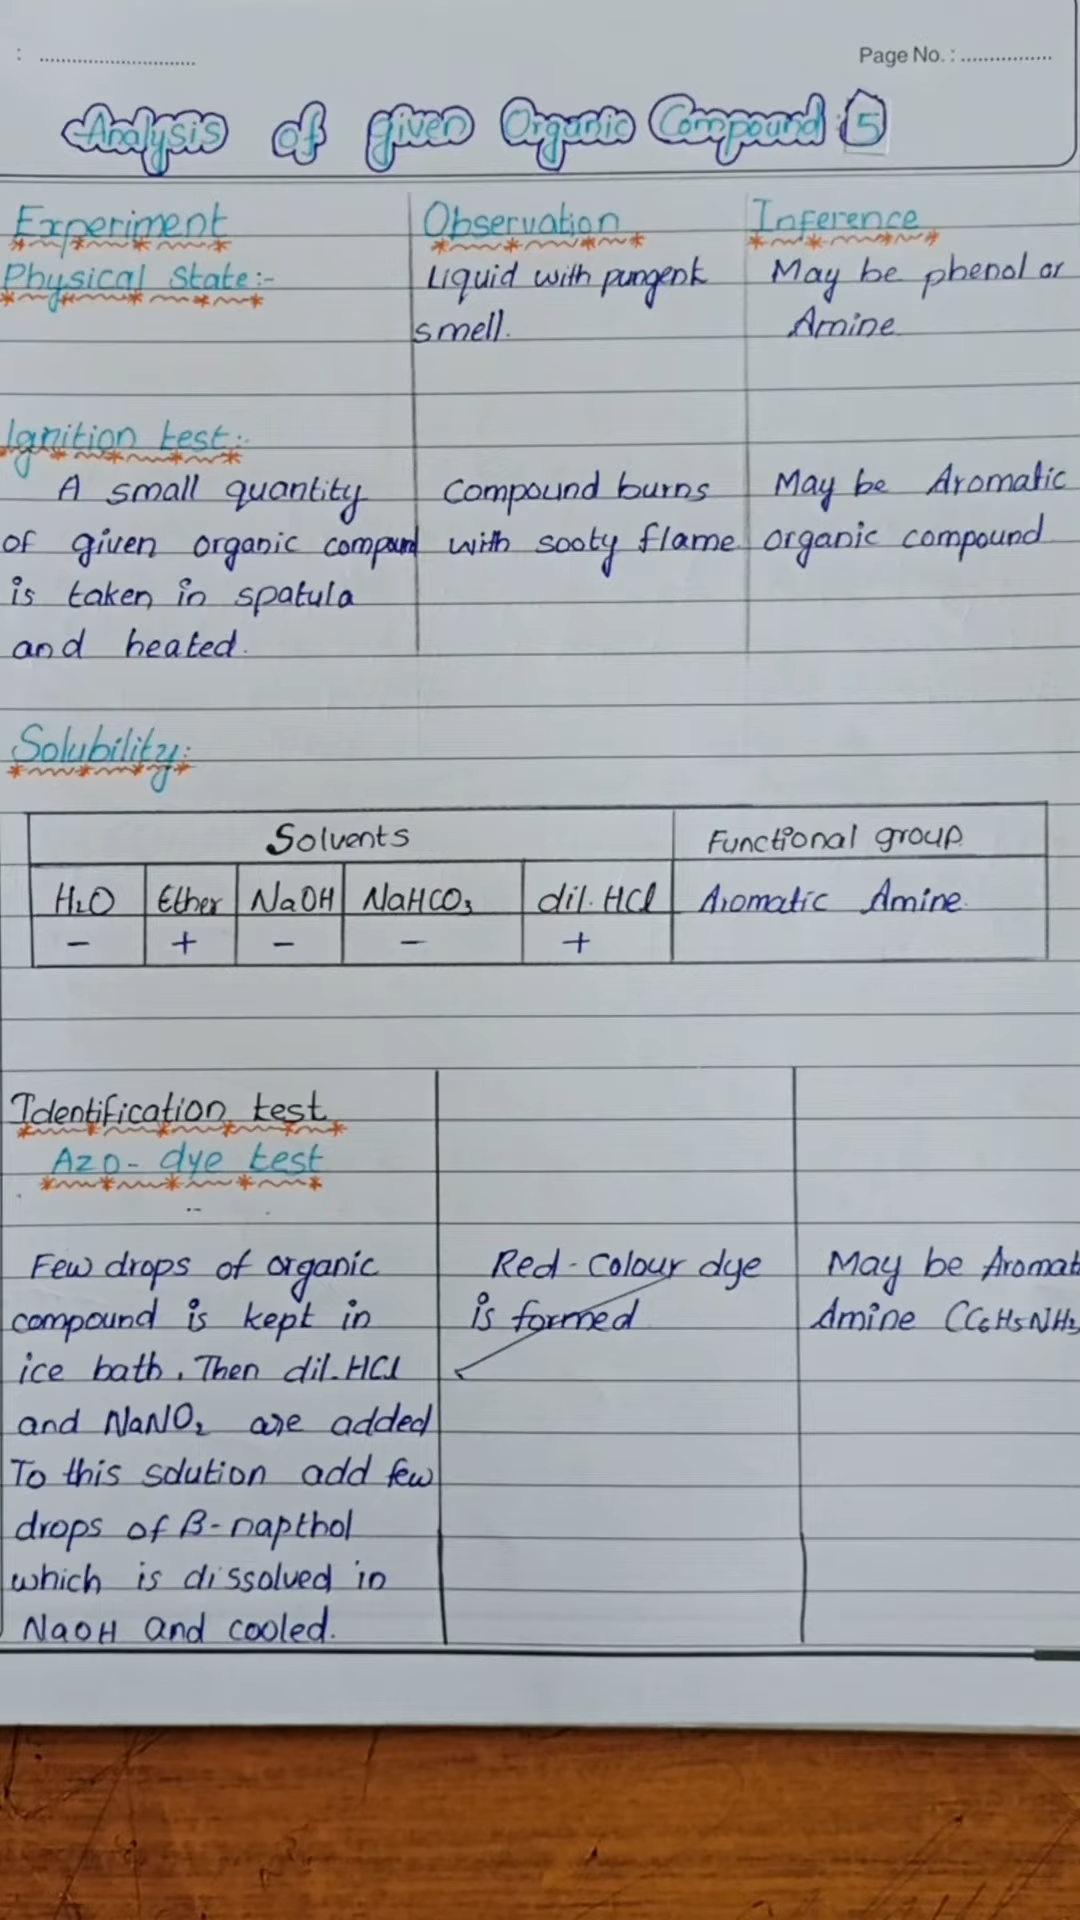 : ............................ Page No. : ................
Analysis of given Organic Compound 5
Experiment Observation Inference
Physical State:- Liquid with pungent May be phenol or
smell. Amine
Ignition test:-
A small quantity Compound burns May be Aromatic
of given organic compound with sooty flame organic compound
is taken in spatula
and heated.
Solubility:
Solvents Functional group
H₂O Ether NaOH NaHCO₃ dil. HCl Aromatic Amine
- + - - +
Identification test
Azo-dye test
Few drops of organic Red-Colour dye May be Aromat
compound is kept in is formed Amine (C₆H₅NH₂
ice bath. Then dil. HCl
and NaNO₂ are added
To this solution add few
drops of β-napthol
which is dissolved in
NaOH and cooled.